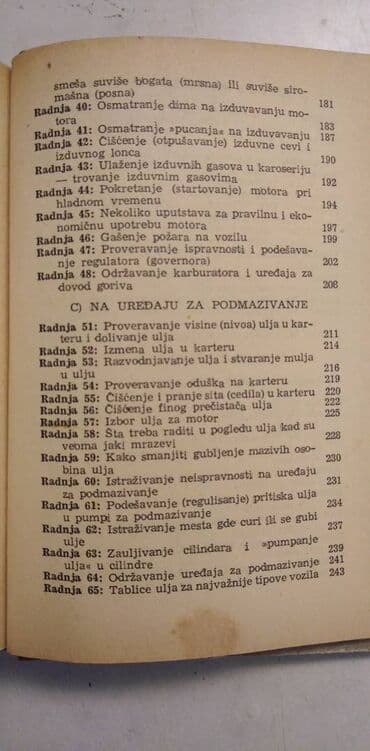 smeša suviše bogata (mrsna) ili suviše siro-
mašna (posna) 181
Radnja 40: Osmatranje dima na izduvavanju mo-
tora 183
Radnja 41: Osmatranje »pucanja« na izduvavanju 187
Radnja 42: Čišćenje (otpušavanje) izduvne cevi i
izduvnog lonca 190
Radnja 43: Ulaženje izduvnih gasova u karoseriju
— trovanje izduvnim gasovima 192
Radnja 44: Pokretanje (startovanje) motora pri
hladnom vremenu 194
Radnja 45: Nekoliko uputstava za pravilnu i eko-
nomičnu upotrebu motora 197
Radnja 46: Gašenje požara na vozilu 199
Radnja 47: Proveravanje ispravnosti i podešava-
nje regulatora (governora) 202
Radnja 48: Održavanje karburatora i uređaja za
dovod goriva 208
C) NA UREĐAJU ZA PODMAZIVANJE
Radnja 51: Proveravanje visine (nivoa) ulja u kar-
teru i dolivanje ulja 211
Radnja 52: Izmena ulja u karteru 214
Radnja 53: Razvodnjavanje ulja i stvaranje mulja
u ulju 216
Radnja 54: Proveravanje oduška na karteru 219
Radnja 55: Čišćenje i pranje sita (cedila) u karteru 220
Radnja 56: Čišćenje finog prečistača ulja 222
Radnja 57: Izbor ulja za motor 225
Radnja 58: Šta treba raditi u pogledu ulja kad su
veoma jaki mrazevi 228
Radnja 59: Kako smanjiti gubljenje mazivih oso-
bina ulja 230
Radnja 60: Istraživanje neispravnosti na uređaju
za podmazivanje 231
Radnja 61: Podešavanje (regulisanje) pritiska ulja
u pumpi za podmazivanje 234
Radnja 62: Istraživanje mesta gde curi ili se gubi
ulje 237
Radnja 63: Zauljivanje cilindara i »pumpanje
ulja« u cilindre 239
Radnja 64: Održavanje uređaja za podmazivanje 241
Radnja 65: Tablice ulja za najvažnije tipove vozila 243